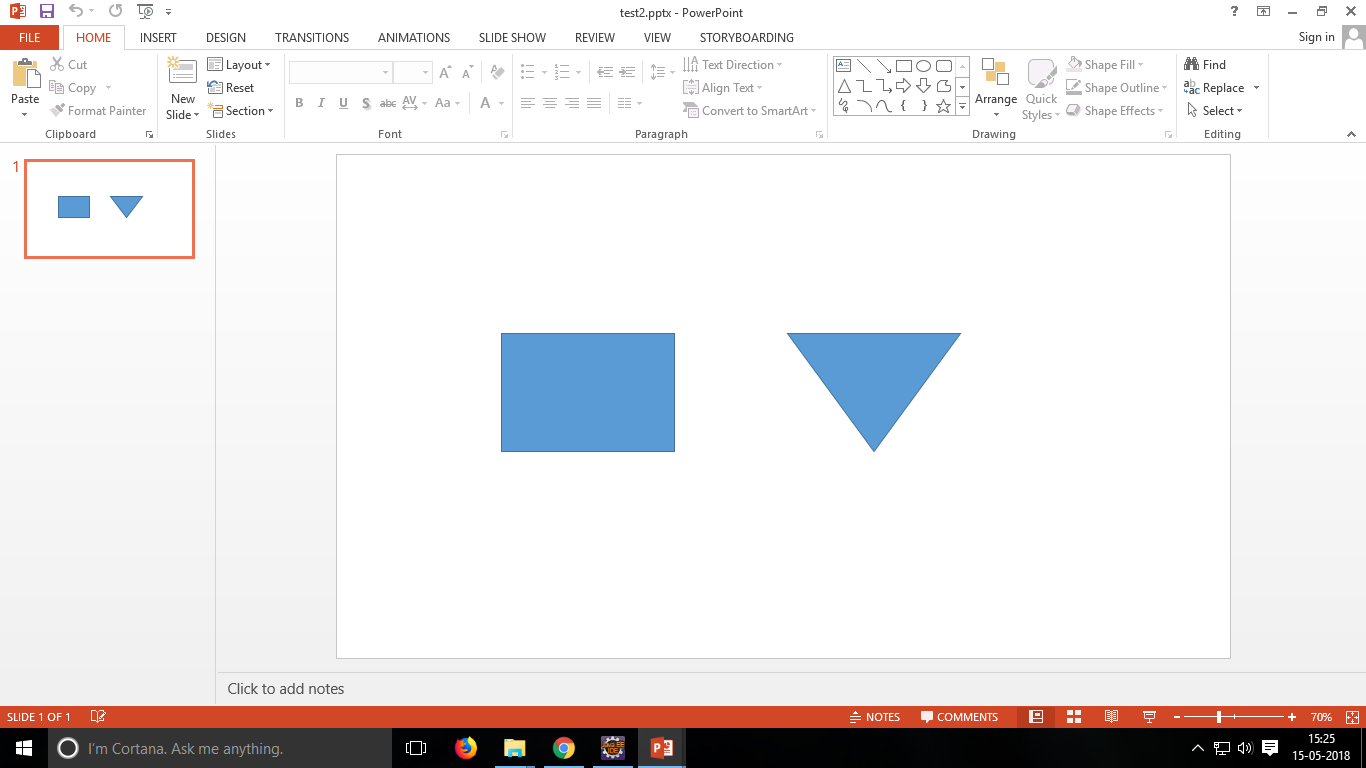 test2.pptx - PowerPoint
FILE HOME INSERT DESIGN TRANSITIONS ANIMATIONS SLIDE SHOW REVIEW VIEW STORYBOARDING Sign in
Paste
Cut
Copy
Format Painter
Clipboard
New
Slide
Layout
Reset
Section
Slides
B I U S abc AV Aa A
Font
Text Direction
Align Text
Convert to SmartArt
Paragraph
Arrange
Quick
Styles
Shape Fill
Shape Outline
Shape Effects
Drawing
Find
Replace
Select
Editing
1
Click to add notes
SLIDE 1 OF 1 NOTES COMMENTS 70%
I'm Cortana. Ask me anything.
15:25
15-05-2018